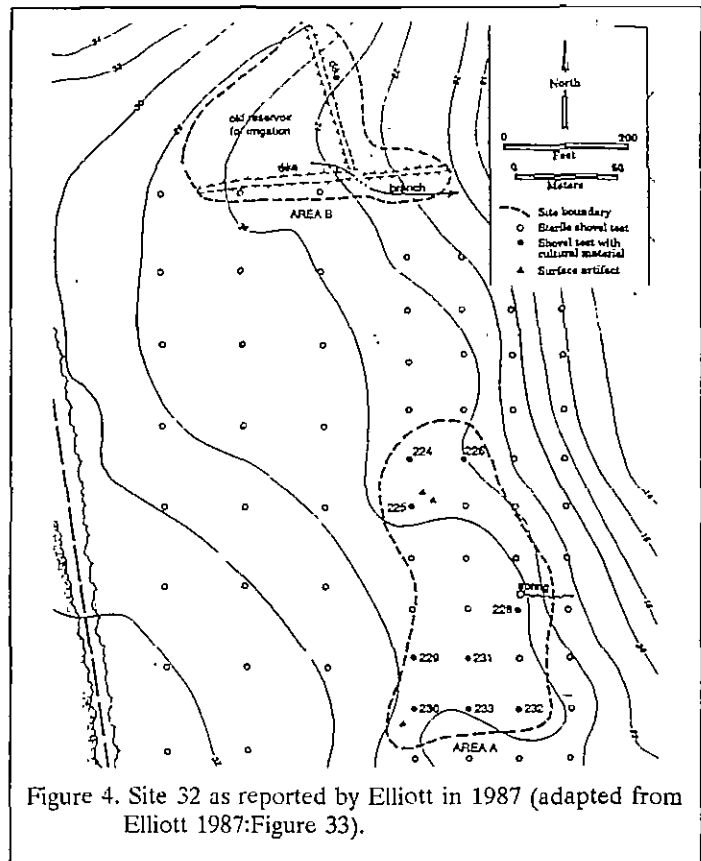 old reservoir
for irrigation
dike
dike
branch
AREA B
North
0 200
Feet
0 50
Meters
Site boundary
Sterile shovel test
Shovel test with
cultural material
Surface artifact
224
226
225
spring
228
229
231
230
233
232
AREA A
32
Figure 4. Site 32 as reported by Elliott in 1987 (adapted from
Elliott 1987:Figure 33).